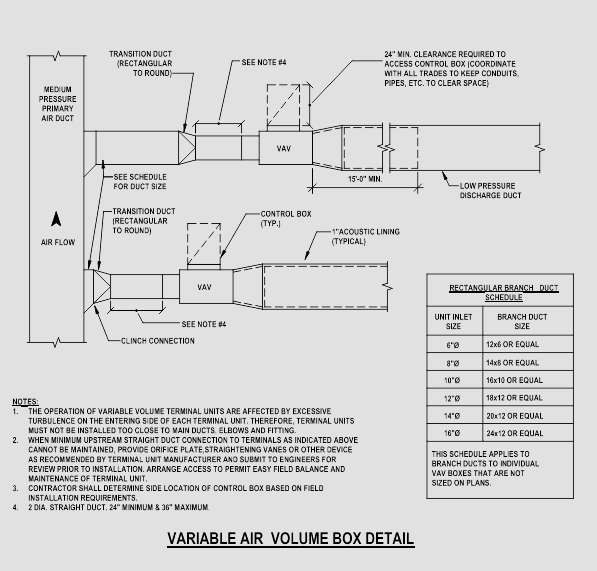 TRANSITION DUCT
(RECTANGULAR
TO ROUND)
SEE NOTE #4
24" MIN. CLEARANCE REQUIRED TO
ACCESS CONTROL BOX (COORDINATE
WITH ALL TRADES TO KEEP CONDUITS,
PIPES, ETC. TO CLEAR SPACE)
MEDIUM
PRESSURE
PRIMARY
AIR DUCT
VAV
15'-0" MIN.
LOW PRESSURE
DISCHARGE DUCT
SEE SCHEDULE
FOR DUCT SIZE
TRANSITION DUCT
(RECTANGULAR
TO ROUND)
CONTROL BOX
(TYP.)
1"ACOUSTIC LINING
(TYPICAL)
AIR FLOW
VAV
SEE NOTE #4
CLINCH CONNECTION
RECTANGULAR BRANCH DUCT
SCHEDULE
UNIT INLET
SIZE
BRANCH DUCT
SIZE
6"Ø 12x6 OR EQUAL
8"Ø 14x8 OR EQUAL
10"Ø 16x10 OR EQUAL
12"Ø 18x12 OR EQUAL
14"Ø 20x12 OR EQUAL
16"Ø 24x12 OR EQUAL
THIS SCHEDULE APPLIES TO
BRANCH DUCTS TO INDIVIDUAL
VAV BOXES THAT ARE NOT
SIZED ON PLANS.
NOTES:
1. THE OPERATION OF VARIABLE VOLUME TERMINAL UNITS ARE AFFECTED BY EXCESSIVE
TURBULENCE ON THE ENTERING SIDE OF EACH TERMINAL UNIT. THEREFORE, TERMINAL UNITS
MUST NOT BE INSTALLED TOO CLOSE TO MAIN DUCTS, ELBOWS AND FITTING.
2. WHEN MINIMUM UPSTREAM STRAIGHT DUCT CONNECTION TO TERMINALS AS INDICATED ABOVE
CANNOT BE MAINTAINED, PROVIDE ORIFICE PLATE,STRAIGHTENING VANES OR OTHER DEVICE
AS RECOMMENDED BY TERMINAL UNIT MANUFACTURER AND SUBMIT TO ENGINEERS FOR
REVIEW PRIOR TO INSTALLATION. ARRANGE ACCESS TO PERMIT EASY FIELD BALANCE AND
MAINTENANCE OF TERMINAL UNIT.
3. CONTRACTOR SHALL DETERMINE SIDE LOCATION OF CONTROL BOX BASED ON FIELD
INSTALLATION REQUIREMENTS.
4. 2 DIA. STRAIGHT DUCT. 24" MINIMUM & 36" MAXIMUM.
VARIABLE AIR VOLUME BOX DETAIL